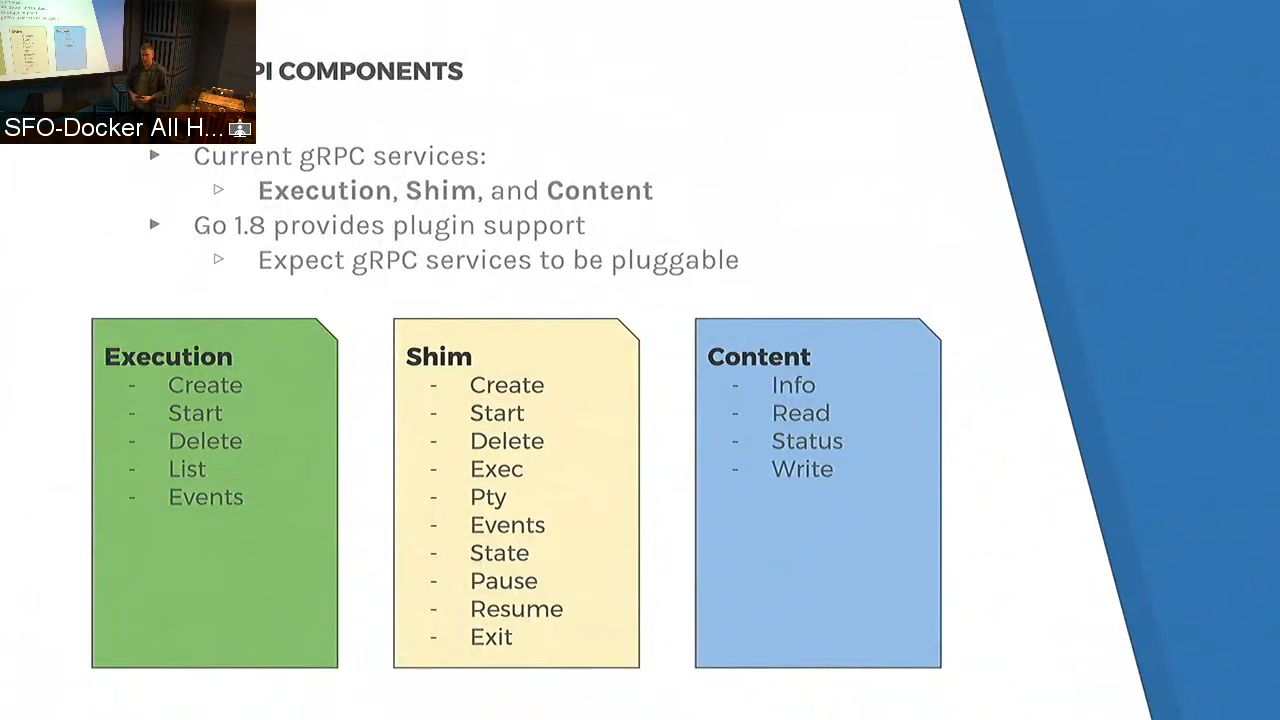 PI COMPONENTS
SFO-Docker All H...
▸ Current gRPC services:
▹ Execution, Shim, and Content
▸ Go 1.8 provides plugin support
▹ Expect gRPC services to be pluggable
Execution
- Create
- Start
- Delete
- List
- Events
Shim
- Create
- Start
- Delete
- Exec
- Pty
- Events
- State
- Pause
- Resume
- Exit
Content
- Info
- Read
- Status
- Write